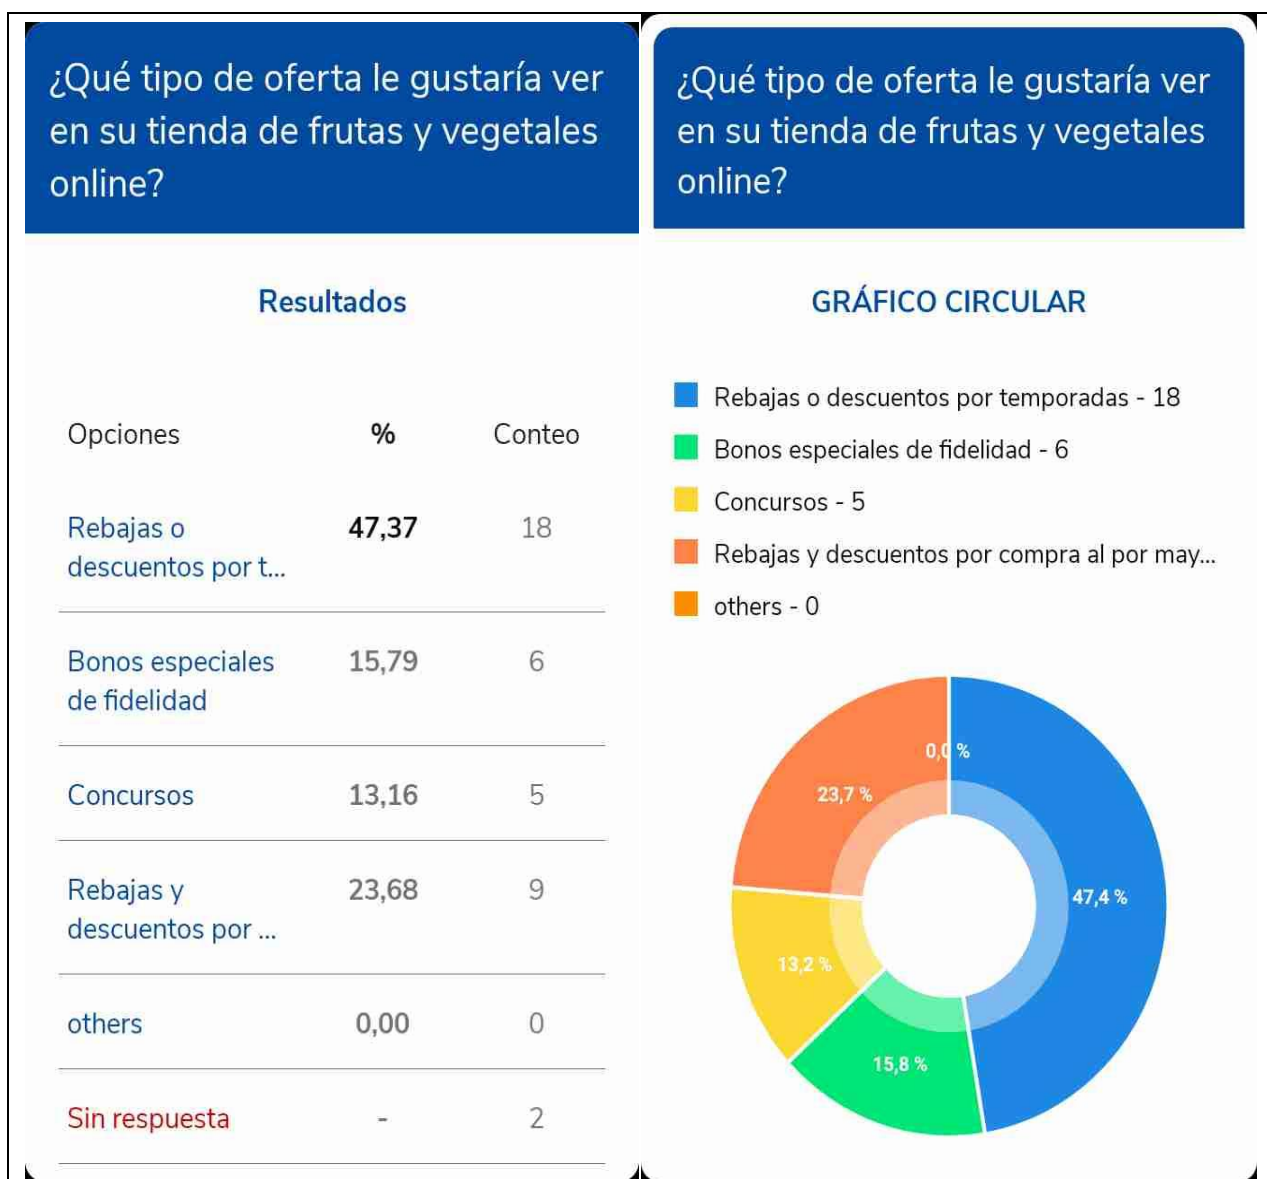 ¿Qué tipo de oferta le gustaría ver
en su tienda de frutas y vegetales
online?
Resultados
Opciones % Conteo
Rebajas o 47,37 18
descuentos por t...
Bonos especiales 15,79 6
de fidelidad
Concursos 13,16 5
Rebajas y 23,68 9
descuentos por ...
others 0,00 0
Sin respuesta - 2
¿Qué tipo de oferta le gustaría ver
en su tienda de frutas y vegetales
online?
GRÁFICO CIRCULAR
Rebajas o descuentos por temporadas - 18
Bonos especiales de fidelidad - 6
Concursos - 5
Rebajas y descuentos por compra al por may...
others - 0
0,0 %
23,7 %
47,4 %
13,2 %
15,8 %